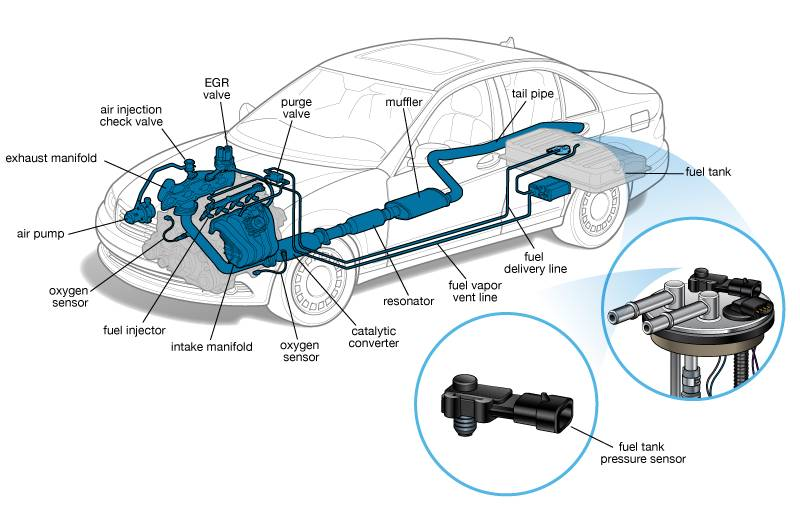 EGR
valve
air injection
check valve
purge
valve
muffler
tail pipe
exhaust manifold
fuel tank
air pump
fuel
delivery line
oxygen
sensor
fuel vapor
vent line
resonator
fuel injector
intake manifold
oxygen
sensor
catalytic
converter
fuel tank
pressure sensor